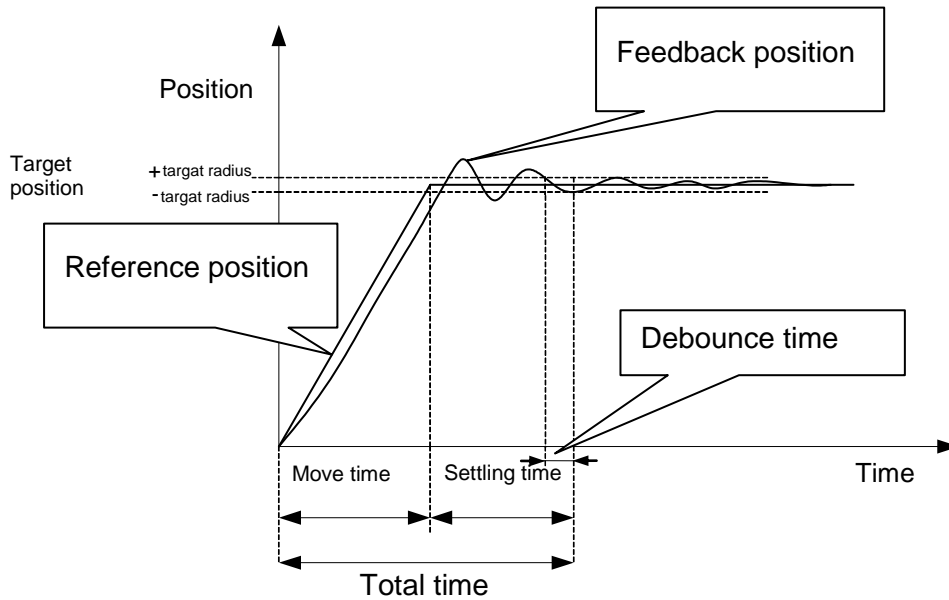 Feedback position
Position
Target
position
+ targat radius
- targat radius
Reference position
Debounce time
Move time
Settling time
Time
Total time